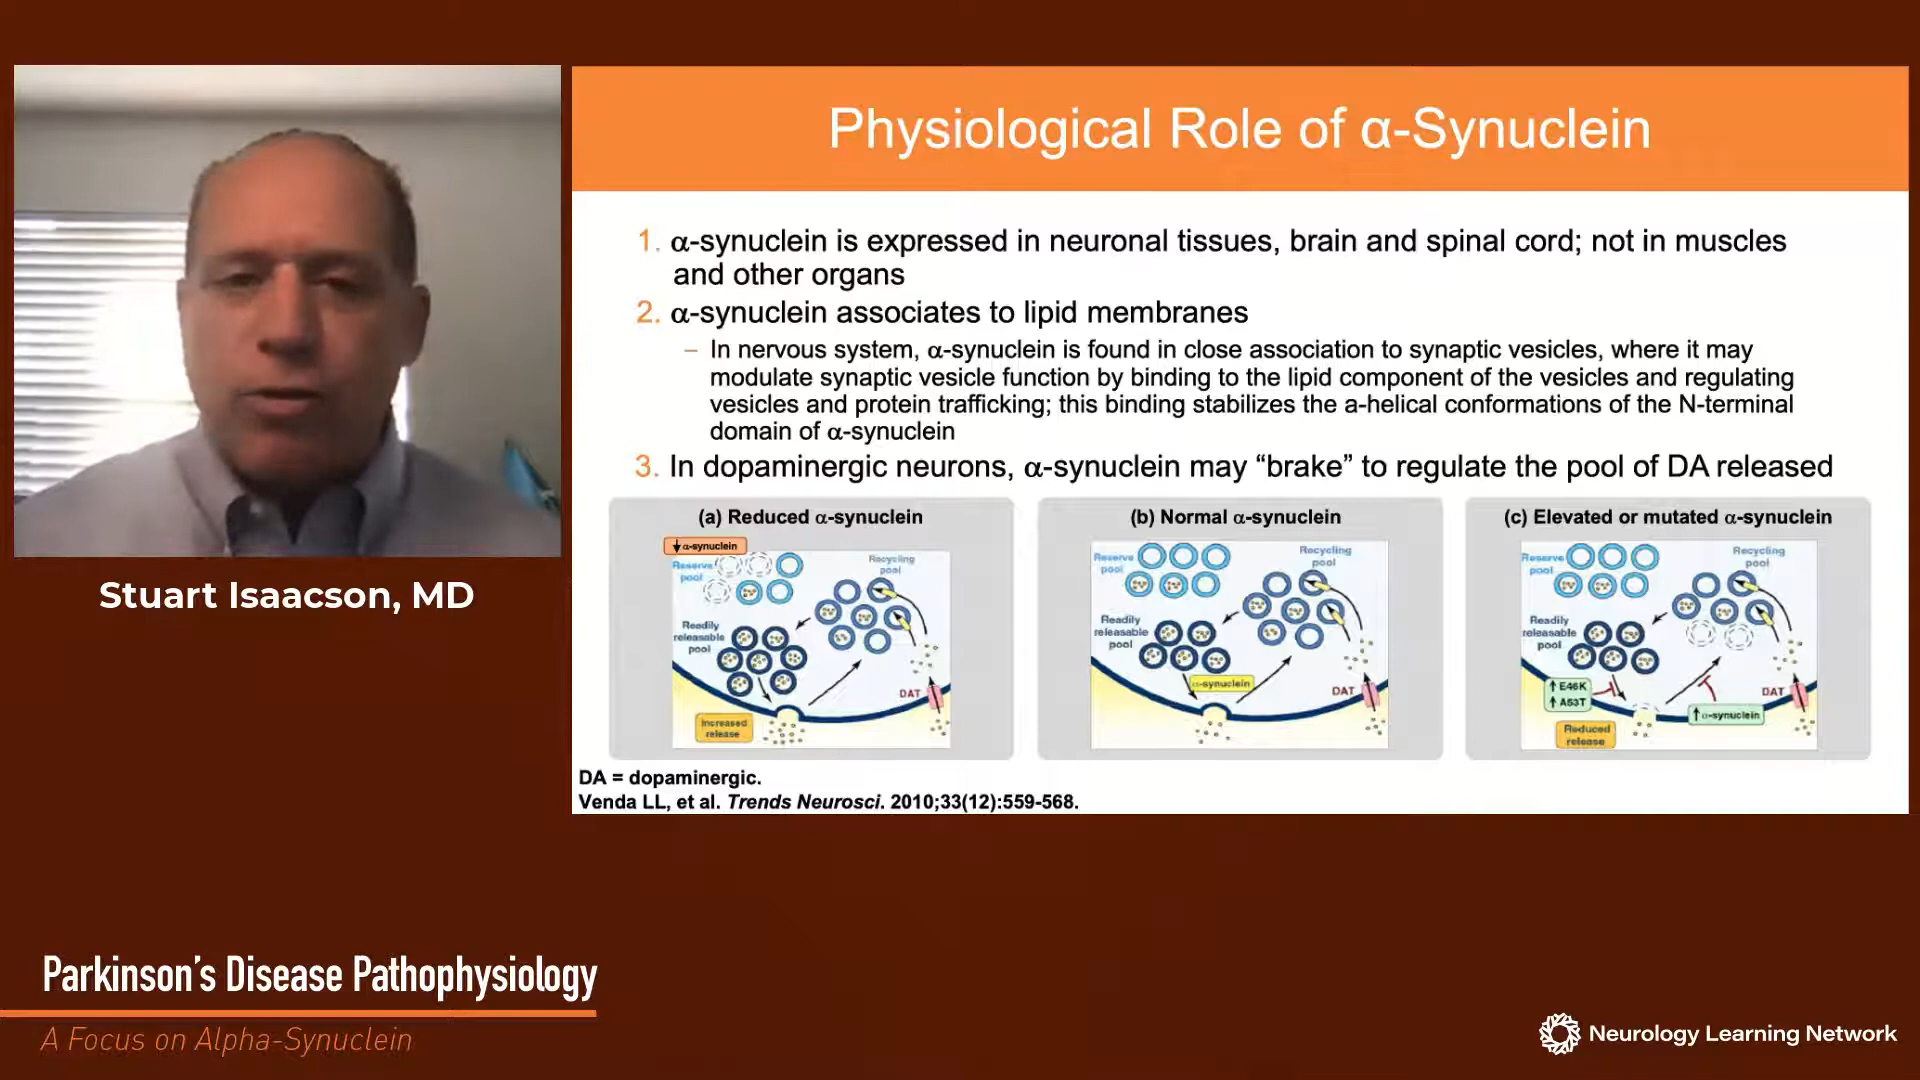 Physiological Role of α-Synuclein
1. α-synuclein is expressed in neuronal tissues, brain and spinal cord; not in muscles
and other organs
2. α-synuclein associates to lipid membranes
– In nervous system, α-synuclein is found in close association to synaptic vesicles, where it may
modulate synaptic vesicle function by binding to the lipid component of the vesicles and regulating
vesicles and protein trafficking; this binding stabilizes the a-helical conformations of the N-terminal
domain of α-synuclein
3. In dopaminergic neurons, α-synuclein may “brake” to regulate the pool of DA released
(a) Reduced α-synuclein
↓ α-synuclein
Reserve
pool
Recycling
pool
Readily
releasable
pool
DAT
Increased
release
(b) Normal α-synuclein
Reserve
pool
Recycling
pool
Readily
releasable
pool
α-synuclein
DAT
(c) Elevated or mutated α-synuclein
Reserve
pool
Recycling
pool
Readily
releasable
pool
↑ E46K
↑ A53T
DAT
↑ α-synuclein
Reduced
release
DA = dopaminergic.
Venda LL, et al. Trends Neurosci. 2010;33(12):559-568.
Stuart Isaacson, MD
Parkinson’s Disease Pathophysiology
A Focus on Alpha-Synuclein
Neurology Learning Network